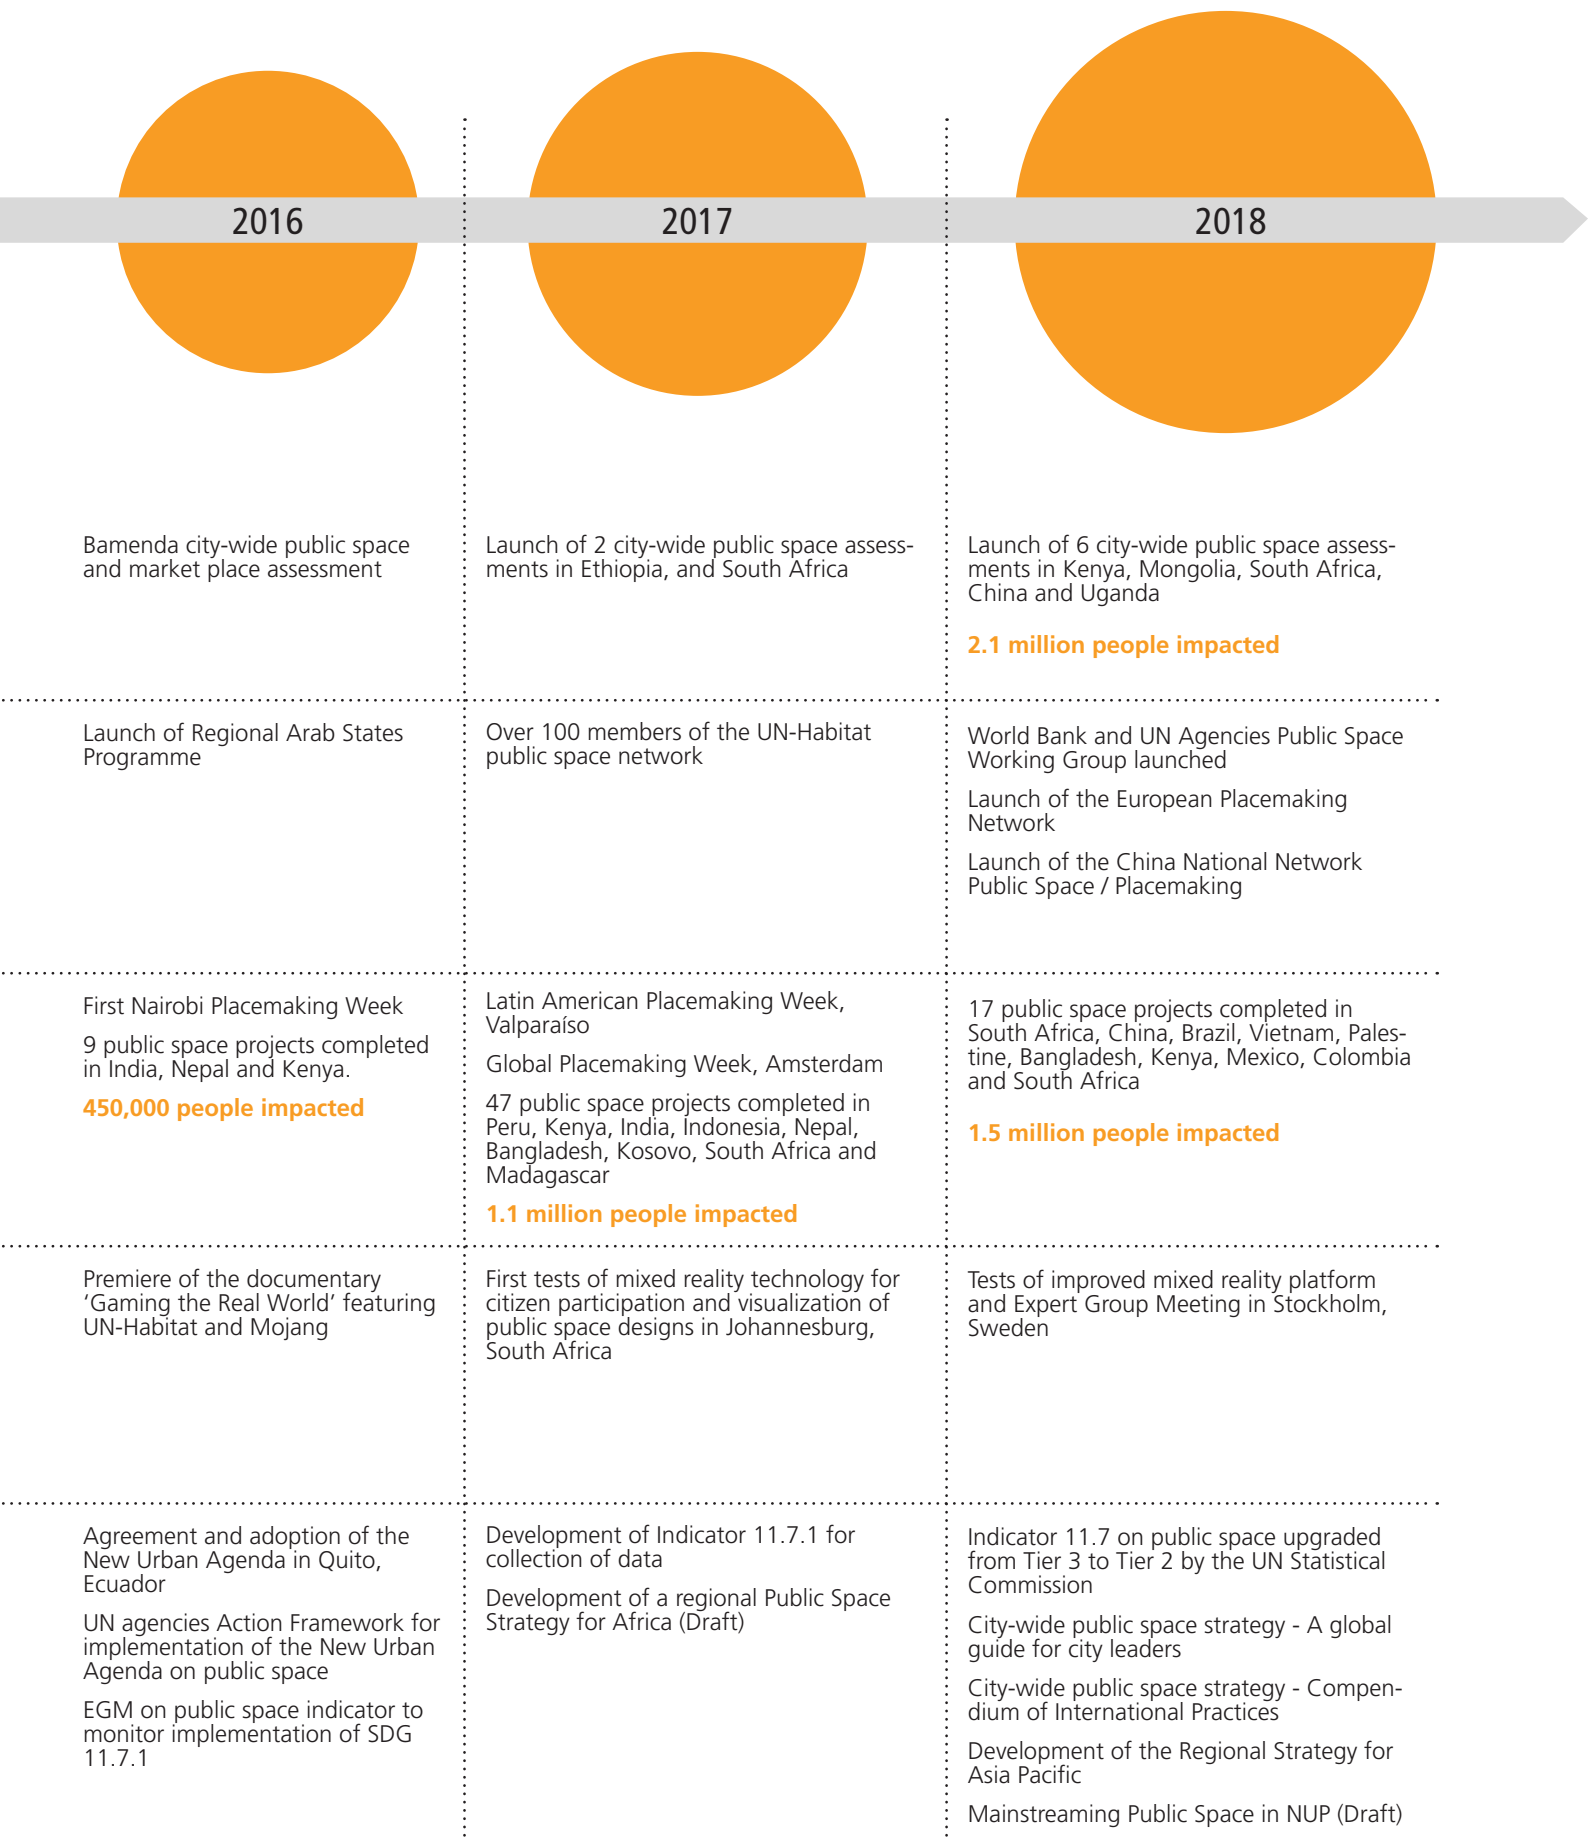 2016
2017
2018
Bamenda city-wide public space
and market place assessment
Launch of 2 city-wide public space assess-
ments in Ethiopia, and South Africa
Launch of 6 city-wide public space assess-
ments in Kenya, Mongolia, South Africa,
China and Uganda
2.1 million people impacted
Launch of Regional Arab States
Programme
Over 100 members of the UN-Habitat
public space network
World Bank and UN Agencies Public Space
Working Group launched
Launch of the European Placemaking
Network
Launch of the China National Network
Public Space / Placemaking
First Nairobi Placemaking Week
9 public space projects completed
in India, Nepal and Kenya.
450,000 people impacted
Latin American Placemaking Week,
Valparaíso
Global Placemaking Week, Amsterdam
47 public space projects completed in
Peru, Kenya, India, Indonesia, Nepal,
Bangladesh, Kosovo, South Africa and
Madagascar
1.1 million people impacted
17 public space projects completed in
South Africa, China, Brazil, Vietnam, Pales-
tine, Bangladesh, Kenya, Mexico, Colombia
and South Africa
1.5 million people impacted
Premiere of the documentary
‘Gaming the Real World’ featuring
UN-Habitat and Mojang
First tests of mixed reality technology for
citizen participation and visualization of
public space designs in Johannesburg,
South Africa
Tests of improved mixed reality platform
and Expert Group Meeting in Stockholm,
Sweden
Agreement and adoption of the
New Urban Agenda in Quito,
Ecuador
UN agencies Action Framework for
implementation of the New Urban
Agenda on public space
EGM on public space indicator to
monitor implementation of SDG
11.7.1
Development of Indicator 11.7.1 for
collection of data
Development of a regional Public Space
Strategy for Africa (Draft)
Indicator 11.7 on public space upgraded
from Tier 3 to Tier 2 by the UN Statistical
Commission
City-wide public space strategy - A global
guide for city leaders
City-wide public space strategy - Compen-
dium of International Practices
Development of the Regional Strategy for
Asia Pacific
Mainstreaming Public Space in NUP (Draft)